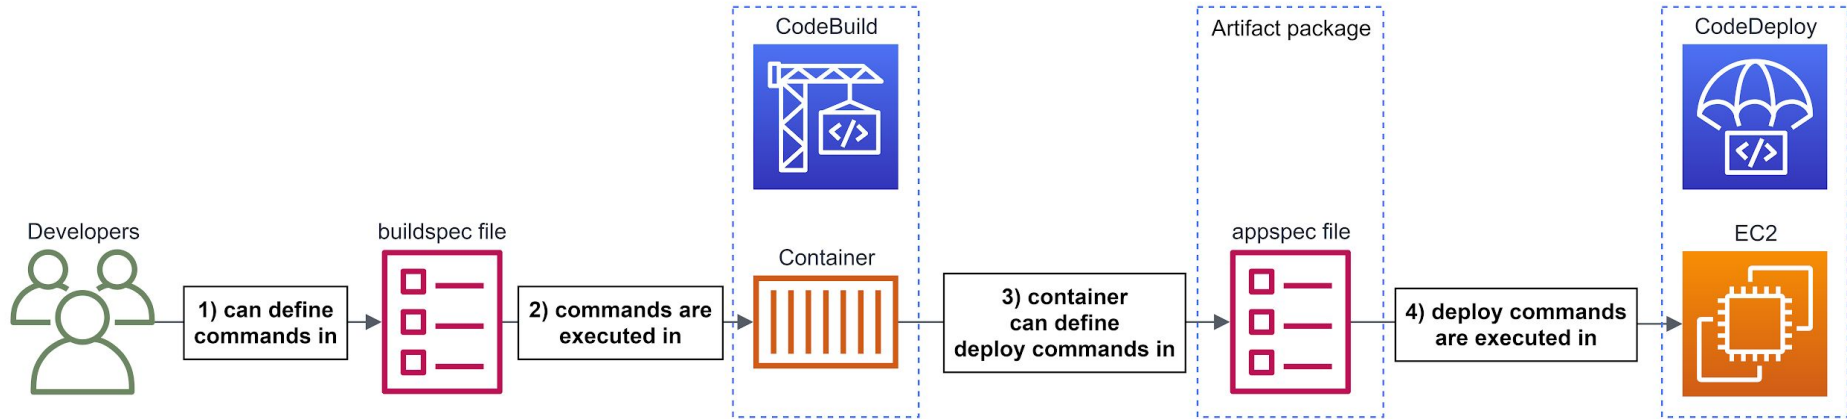 CodeBuild
Artifact package
CodeDeploy
</>
</>
Developers
buildspec file
appspec file
EC2
Container
1) can define
commands in
2) commands are
executed in
3) container
can define
deploy commands in
4) deploy commands
are executed in